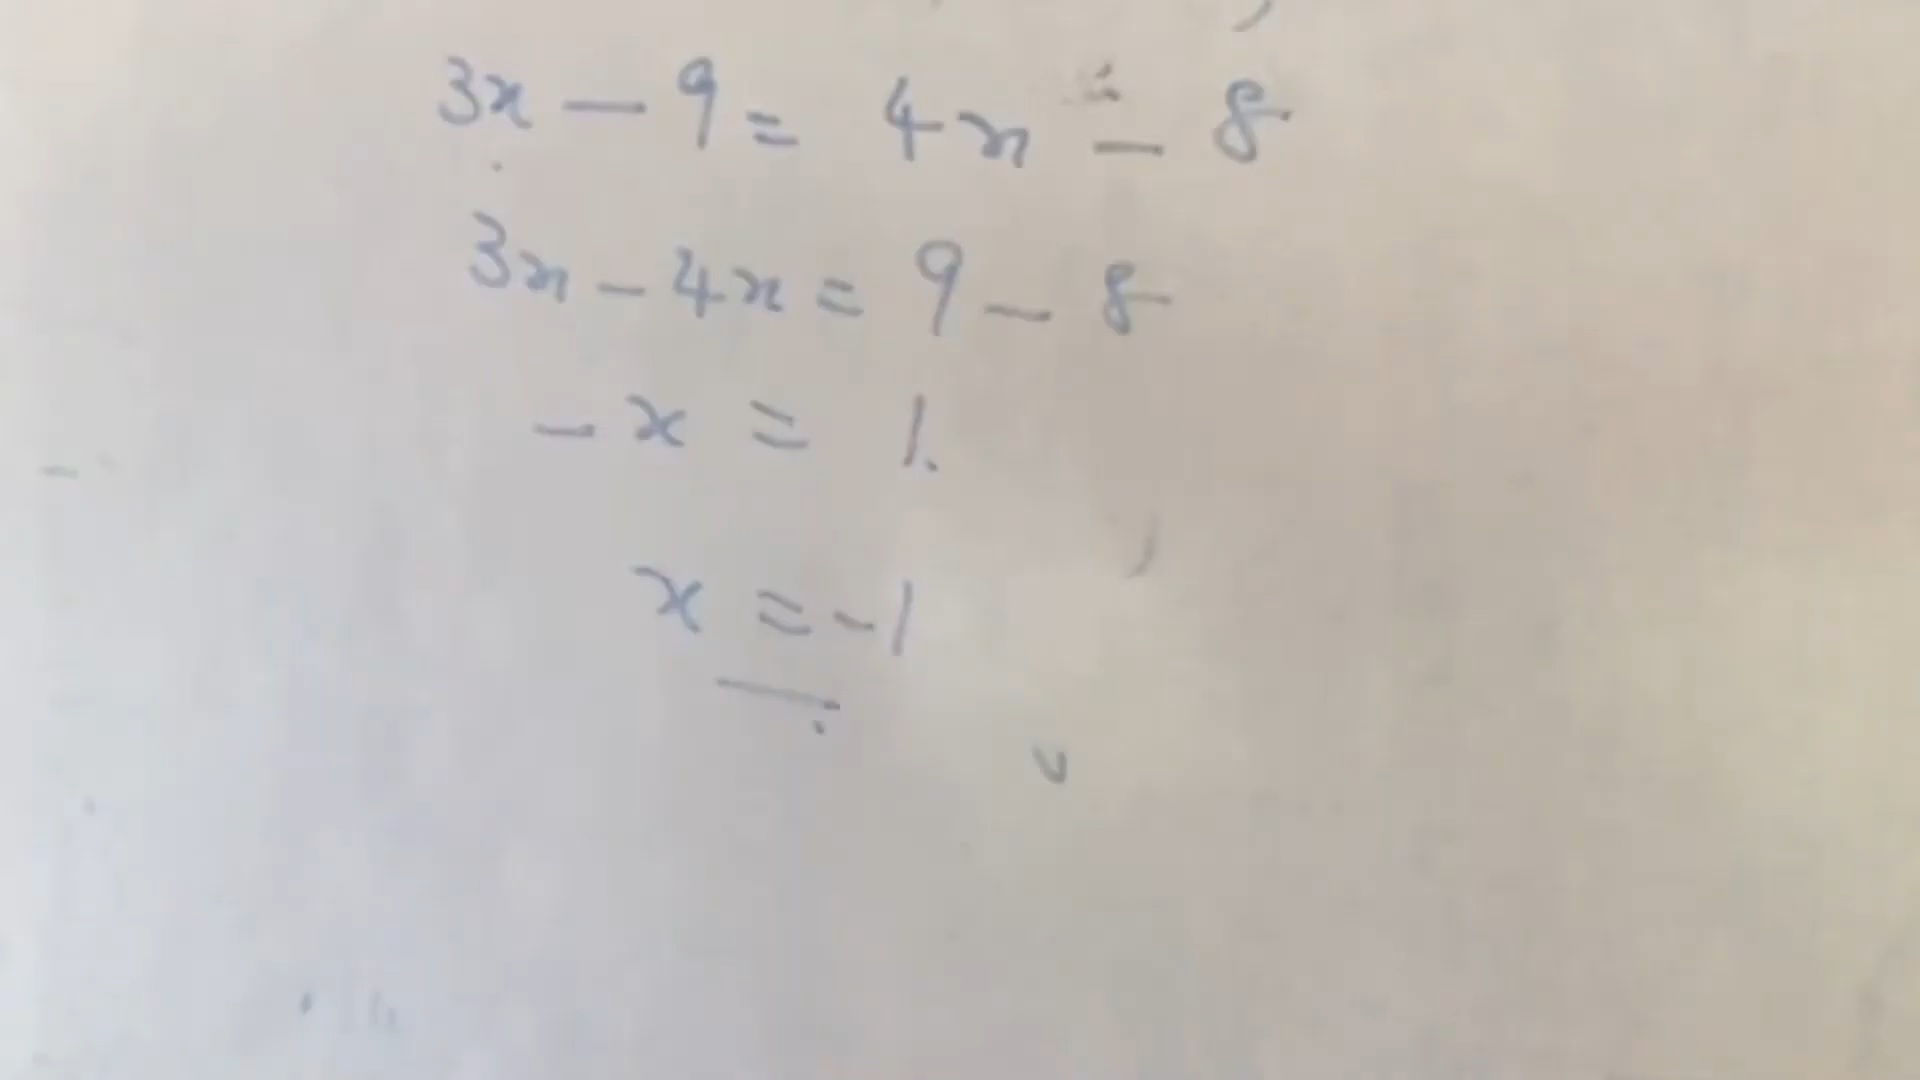 3x - 9 = 4x - 8
3x - 4x = 9 - 8
- x = 1.
x = -1